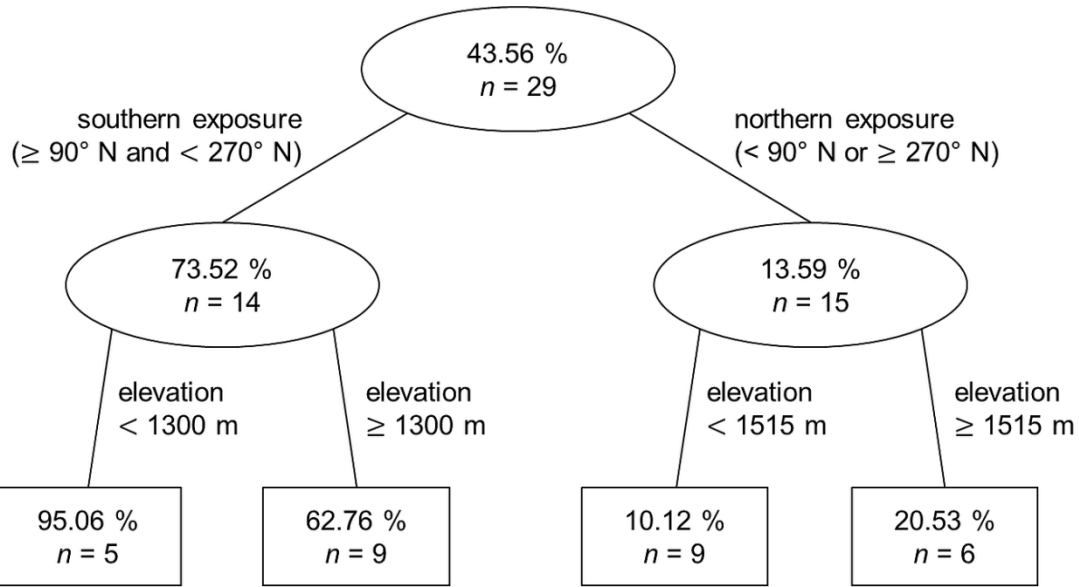 43.56 %
n = 29
southern exposure
(≥ 90° N and < 270° N)
northern exposure
(< 90° N or ≥ 270° N)
73.52 %
n = 14
13.59 %
n = 15
elevation
< 1300 m
elevation
≥ 1300 m
elevation
< 1515 m
elevation
≥ 1515 m
95.06 %
n = 5
62.76 %
n = 9
10.12 %
n = 9
20.53 %
n = 6